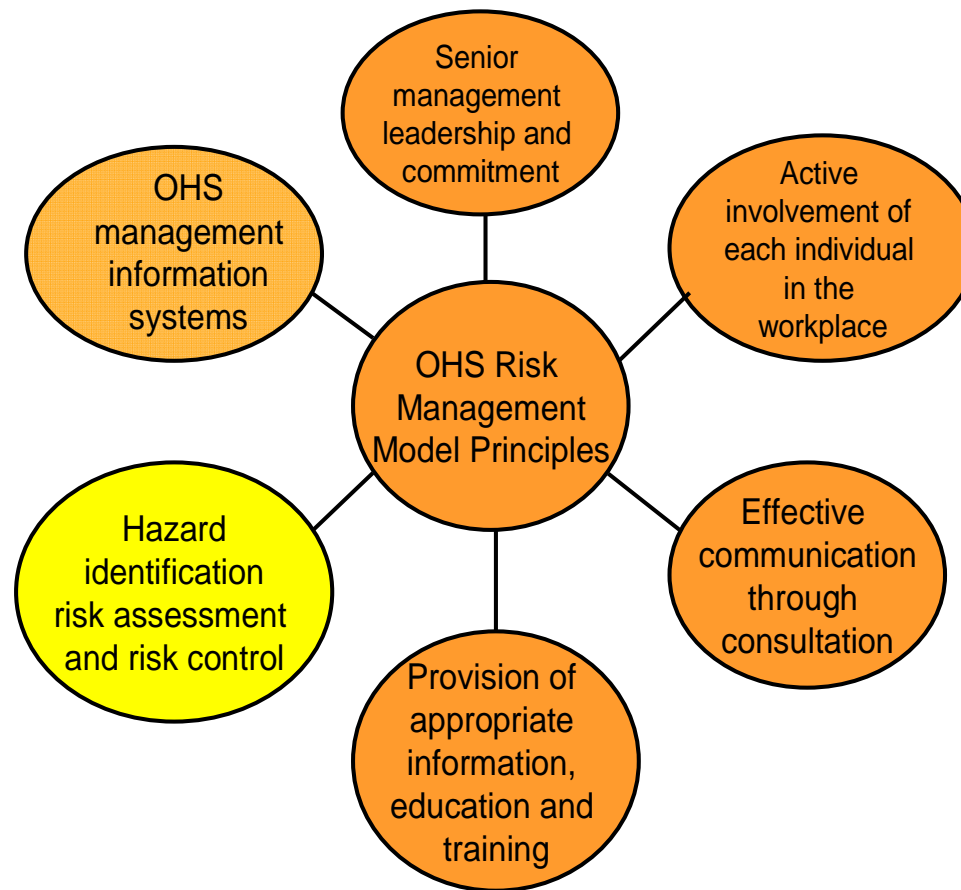 Senior
management
leadership and
commitment
OHS
management
information
systems
Active
involvement of
each individual
in the
workplace
OHS Risk
Management
Model Principles
Hazard
identification
risk assessment
and risk control
Effective
communication
through
consultation
Provision of
appropriate
information,
education and
training